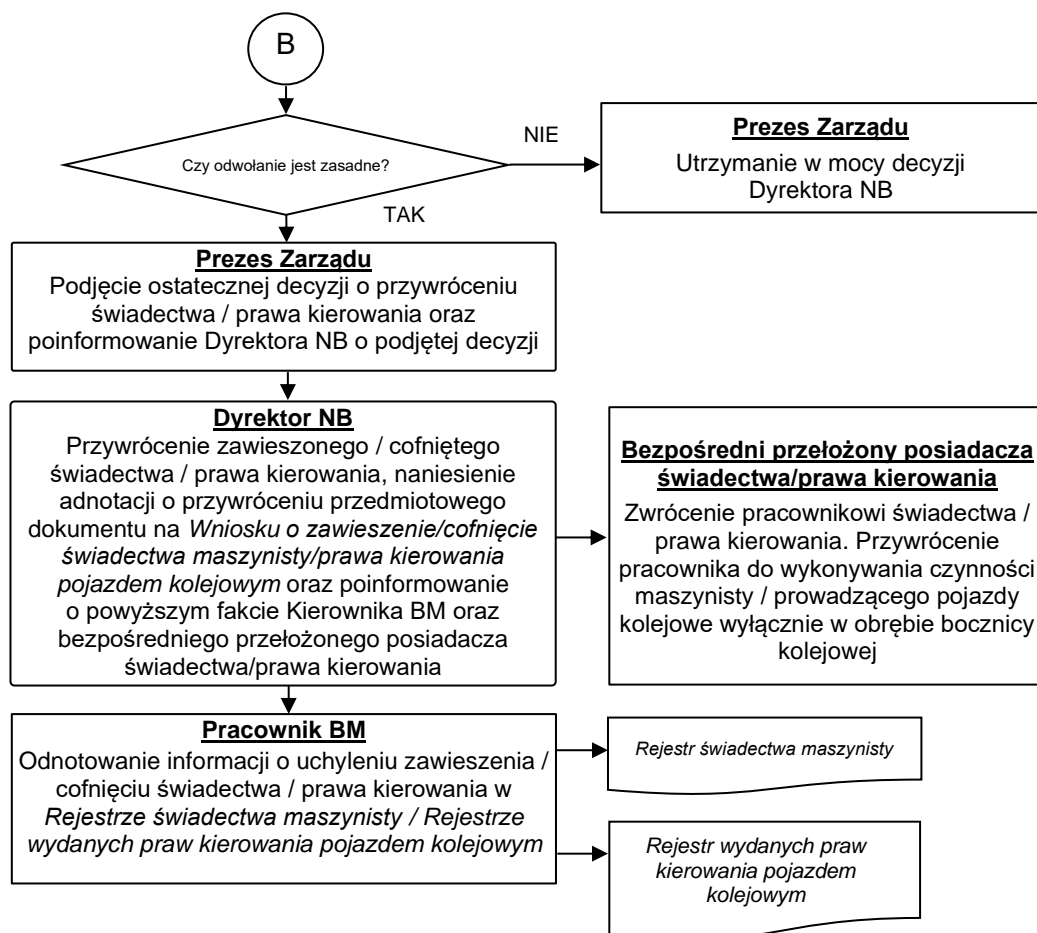 B
Czy odwołanie jest zasadne?
NIE
TAK
Prezes Zarządu
Utrzymanie w mocy decyzji
Dyrektora NB
Prezes Zarządu
Podjęcie ostatecznej decyzji o przywróceniu
świadectwa / prawa kierowania oraz
poinformowanie Dyrektora NB o podjętej decyzji
Dyrektor NB
Przywrócenie zawieszonego / cofniętego
świadectwa / prawa kierowania, naniesienie
adnotacji o przywróceniu przedmiotowego
dokumentu na Wniosku o zawieszenie/cofnięcie
świadectwa maszynisty/prawa kierowania
pojazdem kolejowym oraz poinformowanie
o powyższym fakcie Kierownika BM oraz
bezpośredniego przełożonego posiadacza
świadectwa/prawa kierowania
Bezpośredni przełożony posiadacza
świadectwa/prawa kierowania
Zwrócenie pracownikowi świadectwa /
prawa kierowania. Przywrócenie
pracownika do wykonywania czynności
maszynisty / prowadzącego pojazdy
kolejowe wyłącznie w obrębie bocznicy
kolejowej
Pracownik BM
Odnotowanie informacji o uchyleniu zawieszenia /
cofnięciu świadectwa / prawa kierowania w
Rejestrze świadectwa maszynisty / Rejestrze
wydanych praw kierowania pojazdem kolejowym
Rejestr świadectwa maszynisty
Rejestr wydanych praw
kierowania pojazdem
kolejowym